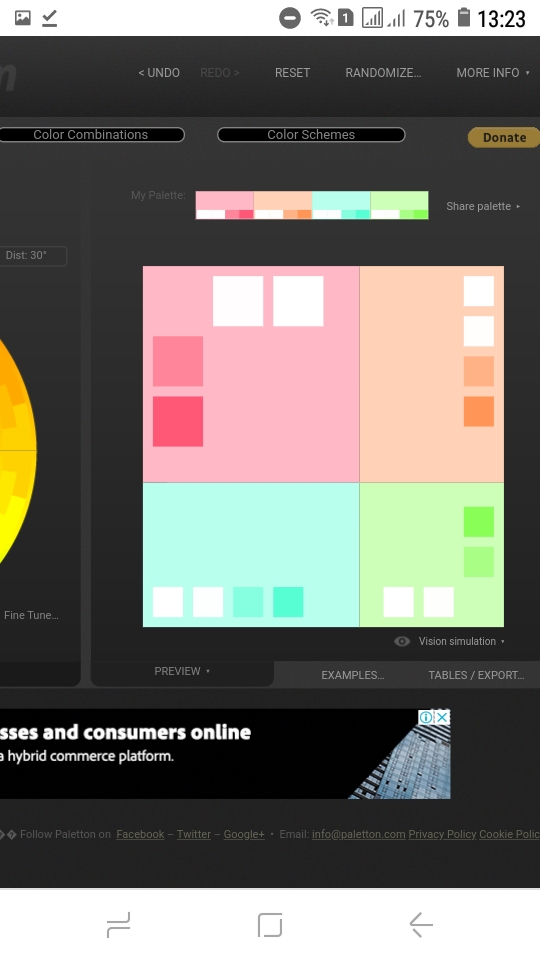 1 75% 13:23
n
< UNDO REDO > RESET RANDOMIZE... MORE INFO
Color Combinations Color Schemes Donate
My Palette:
Share palette
Dist: 30°
Fine Tune...
Vision simulation
PREVIEW EXAMPLES... TABLES / EXPORT...
sses and consumers online
a hybrid commerce platform.
�� Follow Paletton on Facebook – Twitter – Google+ • Email: info@paletton.com Privacy Policy Cookie Polic